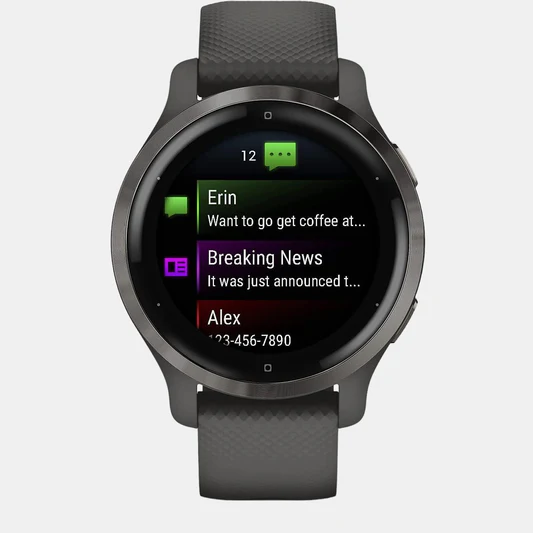 12
Erin
Want to go get coffee at...
Breaking News
It was just announced t...
Alex
123-456-7890